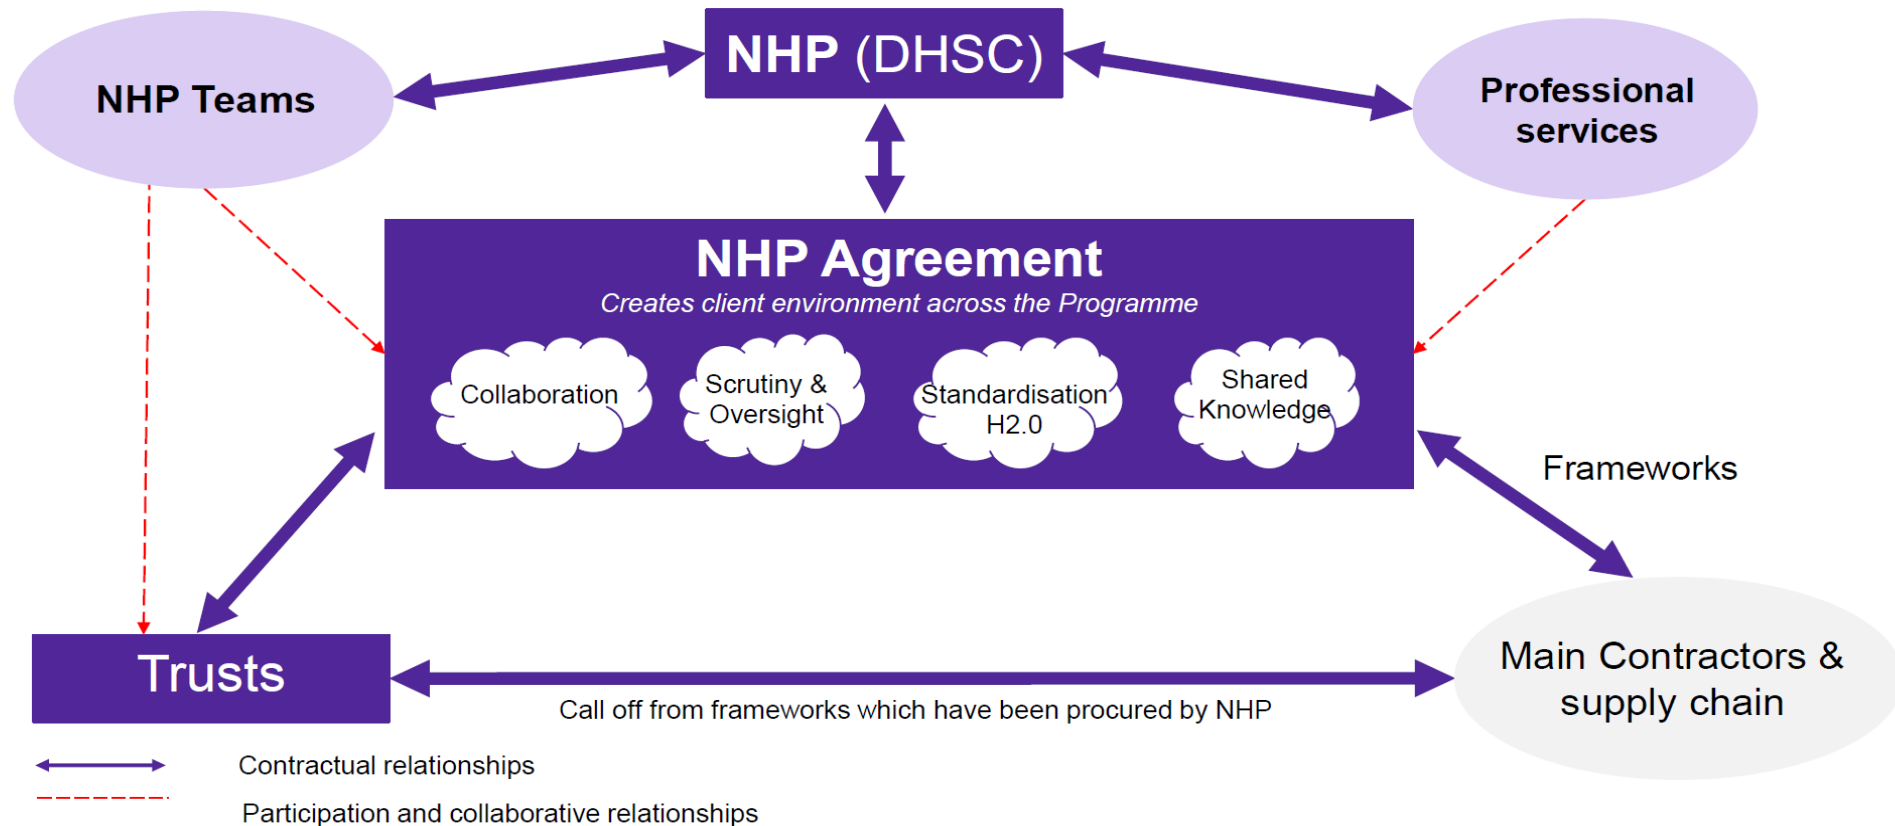 NHP (DHSC)
NHP Teams
Professional
services
NHP Agreement
Creates client environment across the Programme
Collaboration
Scrutiny &
Oversight
Standardisation
H2.0
Shared
Knowledge
Frameworks
Trusts
Main Contractors &
supply chain
Call off from frameworks which have been procured by NHP
Contractual relationships
Participation and collaborative relationships